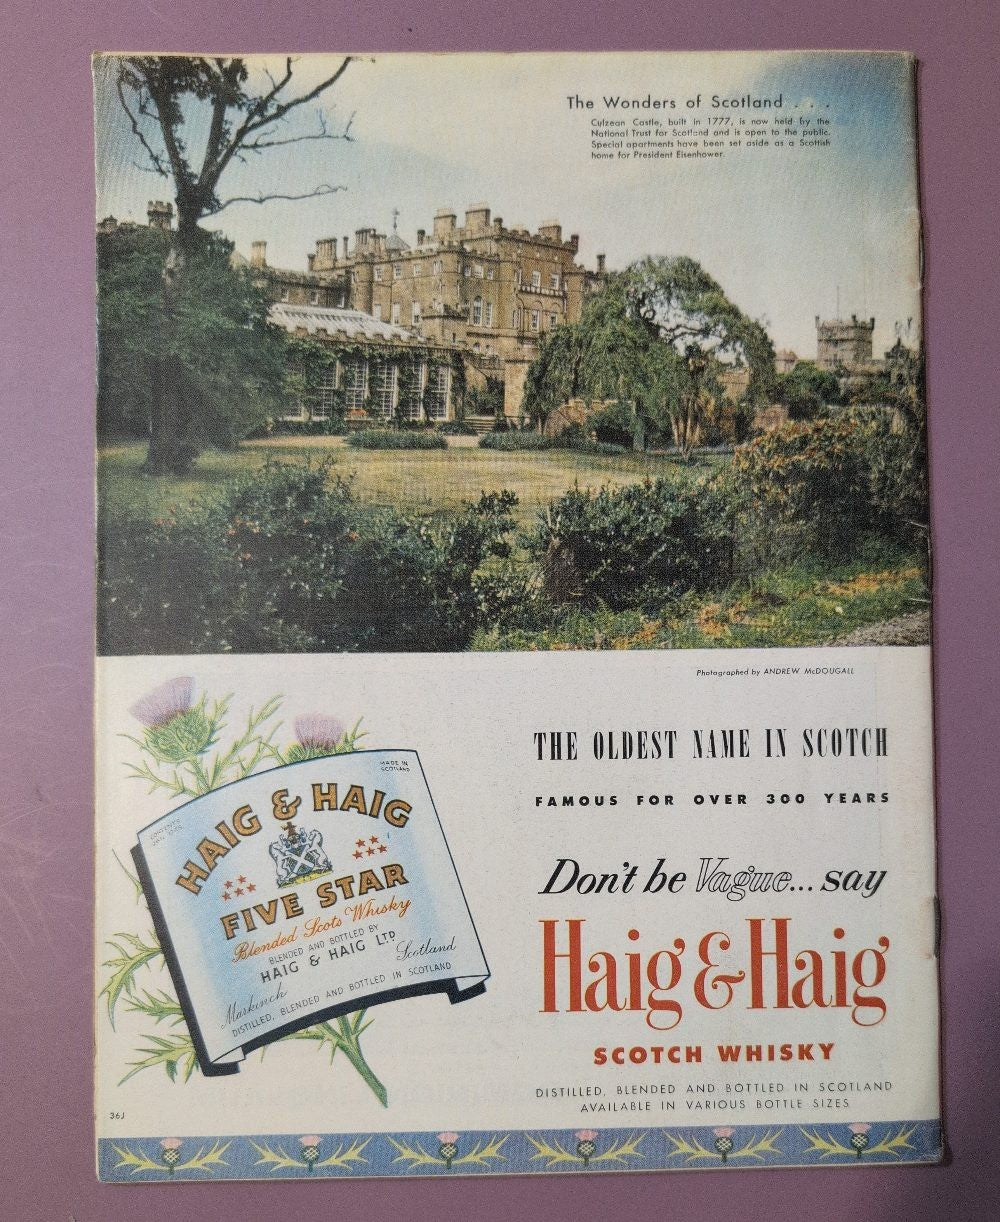 The Wonders of Scotland . . .
Culzean Castle, built in 1777, is now held by the
National Trust for Scotland and is open to the public.
Special apartments have been set aside as a Scottish
home for President Eisenhower.
Photographed by ANDREW McDOUGALL
THE OLDEST NAME IN SCOTCH
FAMOUS FOR OVER 300 YEARS
Don't be Vague... say
Haig & Haig
SCOTCH WHISKY
DISTILLED, BLENDED AND BOTTLED IN SCOTLAND
AVAILABLE IN VARIOUS BOTTLE SIZES
MADE IN
SCOTLAND
CONTENTS
HAIG & HAIG
FIVE STAR
Blended Scots Whisky
BLENDED AND BOTTLED BY
HAIG & HAIG LTD
Markinch Scotland
DISTILLED, BLENDED AND BOTTLED IN SCOTLAND
36J